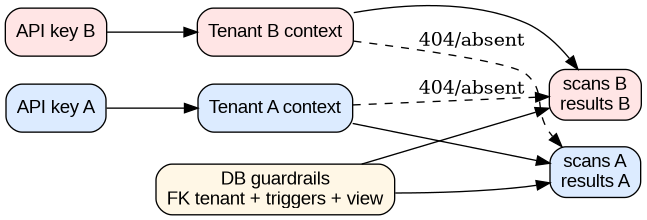 API key B
Tenant B context
404/absent
scans B
results B
404/absent
API key A
Tenant A context
scans A
results A
DB guardrails
FK tenant + triggers + view